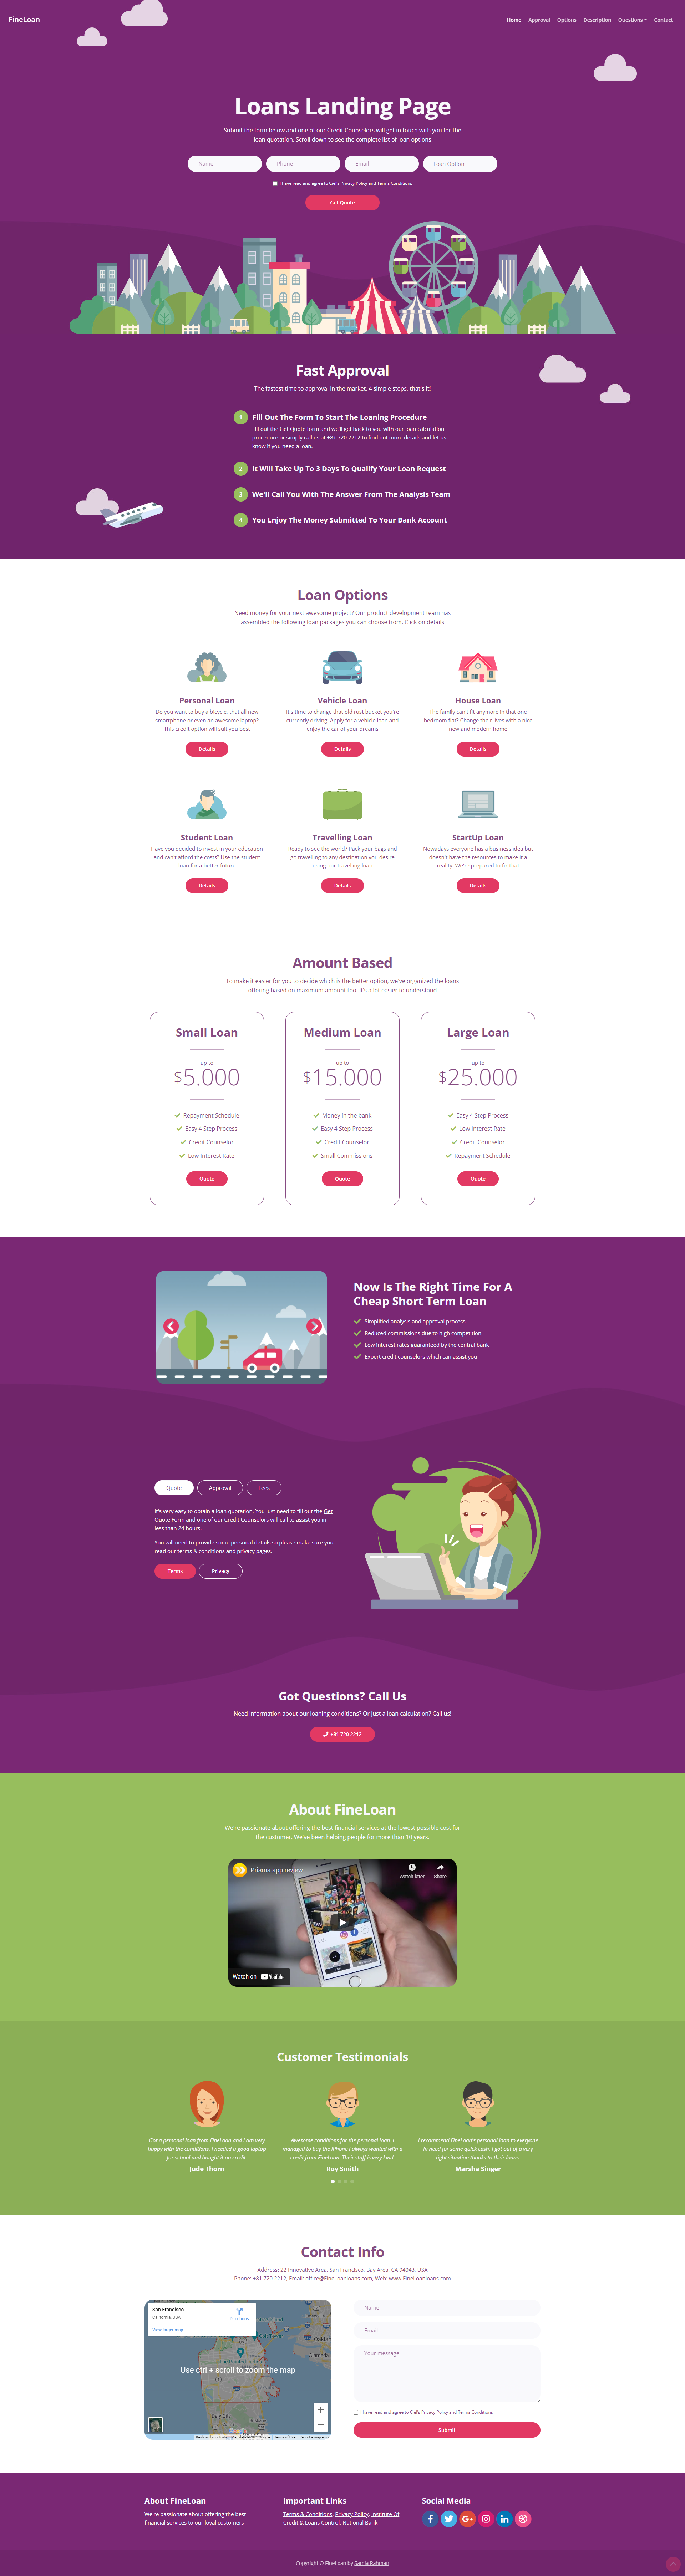 FineLoan
Home Approval Options Description Questions Contact
Loans Landing Page
Submit the form below and one of our Credit Counselors will get in touch with you for the
loan quotation. Scroll down to see the complete list of loan options
Name Phone Email Loan Option
I have read and agree to Ciel's Privacy Policy and Terms Conditions
Get Quote
Fast Approval
The fastest time to approval in the market, 4 simple steps, that's it!
1 Fill Out The Form To Start The Loaning Procedure
Fill out the Get Quote form and we'll get back to you with our loan calculation
procedure or simply call us at +81 720 2212 to find out more details and let us
know if you need a loan.
2 It Will Take Up To 3 Days To Qualify Your Loan Request
3 We'll Call You With The Answer From The Analysis Team
4 You Enjoy The Money Submitted To Your Bank Account
Loan Options
Need money for your next awesome project? Our product development team has
assembled the following loan packages you can choose from. Click on details
Personal Loan
Do you want to buy a bicycle, that all new
smartphone or even an awesome laptop?
This credit option will suit you best
Details
Vehicle Loan
It's time to change that old rust bucket you're
currently driving. Apply for a vehicle loan and
enjoy the car of your dreams
Details
House Loan
The family can't fit anymore in that one
bedroom flat? Change their lives with a nice
new and modern home
Details
Student Loan
Have you decided to invest in your education
and can't afford the costs? Use the student
loan for a better future
Details
Travelling Loan
Ready to see the world? Pack your bags and
go travelling to any destination you desire
using our travelling loan
Details
StartUp Loan
Nowadays everyone has a business idea but
doesn't have the resources to make it a
reality. We're prepared to fix that
Details
Amount Based
To make it easier for you to decide which is the better option, we've organized the loans
offering based on maximum amount too. It's a lot easier to understand
Small Loan
up to
$5.000
Repayment Schedule
Easy 4 Step Process
Credit Counselor
Low Interest Rate
Quote
Medium Loan
up to
$15.000
Money in the bank
Easy 4 Step Process
Credit Counselor
Small Commissions
Quote
Large Loan
up to
$25.000
Easy 4 Step Process
Low Interest Rate
Credit Counselor
Repayment Schedule
Quote
Now Is The Right Time For A
Cheap Short Term Loan
Simplified analysis and approval process
Reduced commissions due to high competition
Low interest rates guaranteed by the central bank
Expert credit counselors which can assist you
Quote Approval Fees
It's very easy to obtain a loan quotation. You just need to fill out the Get
Quote Form and one of our Credit Counselors will call to assist you in
less than 24 hours.
You will need to provide some personal details so please make sure you
read our terms & conditions and privacy pages.
Terms Privacy
Got Questions? Call Us
Need information about our loaning conditions? Or just a loan calculation? Call us!
+81 720 2212
About FineLoan
We're passionate about offering the best financial services at the lowest possible cost for
the customer. We've been helping people for more than 10 years.
Prisma app review
Watch later Share
Watch on YouTube
Customer Testimonials
Got a personal loan from FineLoan and I am very
happy with the conditions. I needed a good laptop
for school and bought it on credit.
Jude Thorn
Awesome conditions for the personal loan. I
managed to buy the iPhone I always wanted with a
credit from FineLoan. Their staff is very kind.
Roy Smith
I recommend FineLoan's personal loan to everyone
in need for some quick cash. I got out of a very
tight situation thanks to their loans.
Marsha Singer
Contact Info
Address: 22 Innovative Area, San Francisco, Bay Area, CA 94043, USA
Phone: +81 720 2212, Email: office@FineLoanloans.com, Web: www.FineLoanloans.com
San Francisco
California, USA
Directions
View larger map
Use ctrl + scroll to zoom the map
Keyboard shortcuts Map data ©2021 Google Terms of Use Report a map error
Name
Email
Your message
I have read and agree to Ciel's Privacy Policy and Terms Conditions
Submit
About FineLoan
We're passionate about offering the best
financial services to our loyal customers
Important Links
Terms & Conditions, Privacy Policy, Institute Of
Credit & Loans Control, National Bank
Social Media
Copyright © FineLoan by Samia Rahman